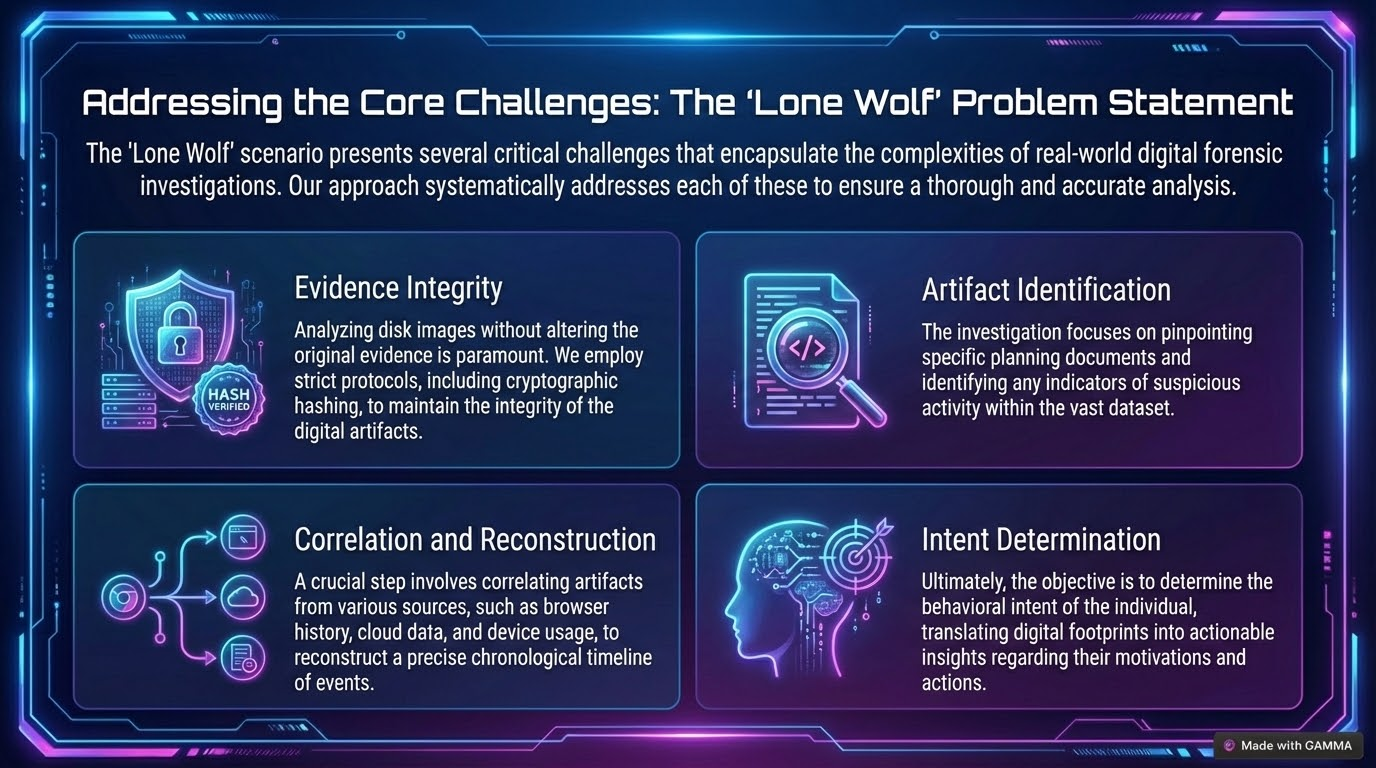 Addressing the Core Challenges: The ‘Lone Wolf’ Problem Statement
The 'Lone Wolf' scenario presents several critical challenges that encapsulate the complexities of real-world digital forensic
investigations. Our approach systematically addresses each of these to ensure a thorough and accurate analysis.
HASH
VERIFIED
Evidence Integrity
Analyzing disk images without altering the
original evidence is paramount. We employ
strict protocols, including cryptographic
hashing, to maintain the integrity of the
digital artifacts.
</>
Artifact Identification
The investigation focuses on pinpointing
specific planning documents and
identifying any indicators of suspicious
activity within the vast dataset.
Correlation and Reconstruction
A crucial step involves correlating artifacts
from various sources, such as browser
history, cloud data, and device usage, to
reconstruct a precise chronological timeline
of events.
Intent Determination
Ultimately, the objective is to determine the
behavioral intent of the individual,
translating digital footprints into actionable
insights regarding their motivations and
actions.
Made with GAMMA